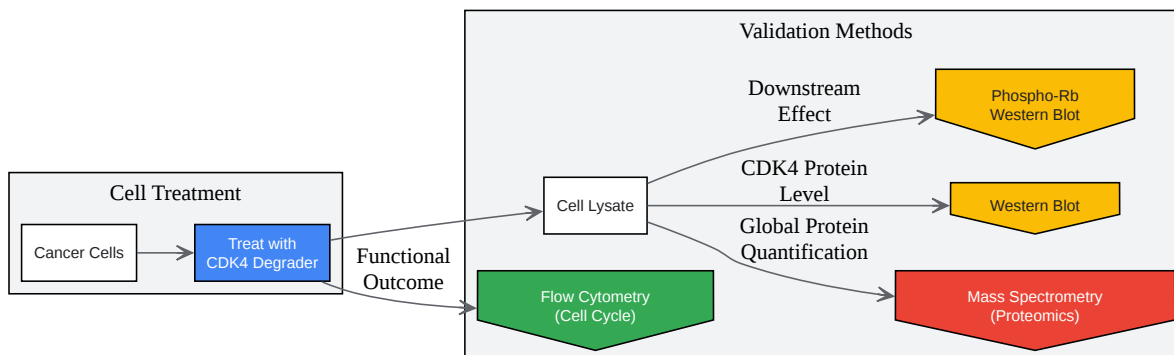 Validation Methods
Downstream
Effect
Phospho-Rb
Western Blot
Cell Treatment
CDK4 Protein
Level
Cell Lysate
Western Blot
Cancer Cells
Treat with
CDK4 Degrader
Functional
Outcome
Global Protein
Quantification
Flow Cytometry
(Cell Cycle)
Mass Spectrometry
(Proteomics)